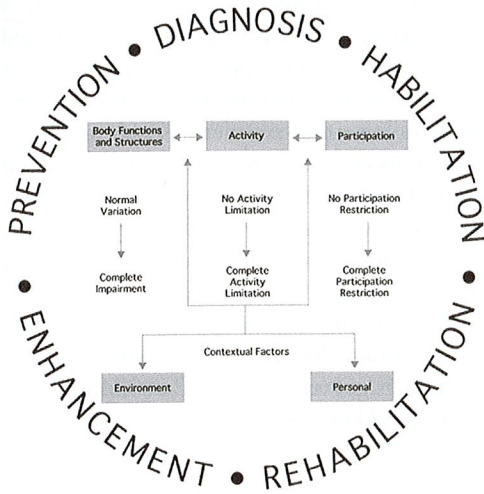 PREVENTION • DIAGNOSIS • HABILITATION • REHABILITATION • ENHANCEMENT •
Body Functions
and Structures
Activity
Participation
Normal
Variation
No Activity
Limitation
No Participation
Restriction
Complete
Impairment
Complete
Activity
Limitation
Complete
Participation
Restriction
Contextual Factors
Environment
Personal